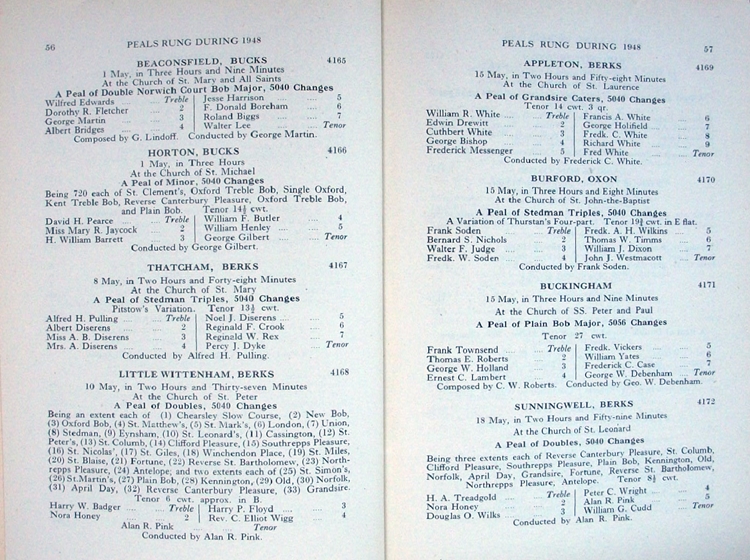 56
PEALS RUNG DURING 1948
BEACONSFIELD, BUCKS 4165
1 May, in Three Hours and Nine Minutes
At the Church of St. Mary and All Saints
A Peal of Double Norwich Court Bob Major, 5040 Changes
Wilfred Edwards .... Treble Jesse Harrison .... 5
Dorothy R. Fletcher .... 2 F. Donald Boreham .... 6
George Martin .... 3 Roland Biggs .... 7
Albert Bridges .... 4 Walter Lee .... Tenor
Composed by G. Lindoff. Conducted by George Martin.
HORTON, BUCKS 4166
1 May, in Three Hours
At the Church of St. Michael
A Peal of Minor, 5040 Changes
Being 720 each of St. Clement's, Oxford Treble Bob, Single Oxford,
Kent Treble Bob, Reverse Canterbury Pleasure, Oxford Treble Bob,
and Plain Bob. Tenor 14½ cwt.
David H. Pearce .... Treble William F. Butler .... 4
Miss Mary R. Jaycock .... 2 William Henley .... 5
H. William Barrett .... 3 George Gilbert .... Tenor
Conducted by George Gilbert.
THATCHAM, BERKS 4167
8 May, in Two Hours and Forty-eight Minutes
At the Church of St. Mary
A Peal of Stedman Triples, 5040 Changes
Pitstow's Variation. Tenor 13½ cwt.
Alfred H. Pulling .... Treble Noel J. Diserens .... 5
Albert Diserens .... 2 Reginald F. Crook .... 6
Miss A. B. Diserens .... 3 Reginald W. Rex .... 7
Mrs. A. Diserens .... 4 Percy J. Dyke .... Tenor
Conducted by Alfred H. Pulling.
LITTLE WITTENHAM, BERKS 4168
10 May, in Two Hours and Thirty-seven Minutes
At the Church of St. Peter
A Peal of Doubles, 5040 Changes
Being an extent each of (1) Chearsley Slow Course, (2) New Bob,
(3) Oxford Bob, (4) St. Matthew's, (5) St. Mark's, (6) London, (7) Union,
(8) Stedman, (9) Eynsham, (10) St. Leonard's, (11) Cassington, (12) St.
Peter's, (13) St. Columb, (14) Clifford Pleasure, (15) Southrepps Pleasure,
(16) St. Nicolas', (17) St. Giles, (18) Winchendon Place, (19) St. Miles,
(20) St. Blaise, (21) Fortune, (22) Reverse St. Bartholomew, (23) North-
repps Pleasure, (24) Antelope; and two extents each of (25) St. Simon's,
(26) St. Martin's, (27) Plain Bob, (28) Kennington, (29) Old, (30) Norfolk,
(31) April Day, (32) Reverse Canterbury Pleasure, (33) Grandsire.
Tenor 6 cwt. approx. in B.
Harry W. Badger .... Treble Harry P. Floyd .... 3
Nora Honey .... 2 Rev. C. Elliot Wigg .... 4
Alan R. Pink .... Tenor
Conducted by Alan R. Pink.
PEALS RUNG DURING 1948
57
APPLETON, BERKS 4169
15 May, in Two Hours and Fifty-eight Minutes
At the Church of St. Laurence
A Peal of Grandsire Caters, 5040 Changes
Tenor 14 cwt. 3 qr.
William R. White .... Treble Francis A. White .... 6
Edwin Drewitt .... 2 George Holifield .... 7
Cuthbert White .... 3 Fredk. C. White .... 8
George Bishop .... 4 Richard White .... 9
Frederick Messenger .... 5 Fred White .... Tenor
Conducted by Frederick C. White.
BURFORD, OXON 4170
15 May, in Three Hours and Eight Minutes
At the Church of St. John-the-Baptist
A Peal of Stedman Triples, 5040 Changes
A Variation of Thurstan's Four-part. Tenor 19¾ cwt. in E flat.
Frank Soden .... Treble Fredk. A. H. Wilkins .... 5
Bernard S. Nichols .... 2 Thomas W. Timms .... 6
Walter F. Judge .... 3 William J. Dixon .... 7
Fredk. W. Soden .... 4 John J. Westmacott .... Tenor
Conducted by Frank Soden.
BUCKINGHAM 4171
15 May, in Three Hours and Nine Minutes
At the Church of SS. Peter and Paul
A Peal of Plain Bob Major, 5056 Changes
Tenor 27 cwt.
Frank Townsend .... Treble Fredk. Vickers .... 5
Thomas E. Roberts .... 2 William Yates .... 6
George W. Holland .... 3 Frederick C. Case .... 7
Ernest C. Lambert .... 4 George W. Debenham .... Tenor
Composed by C. W. Roberts. Conducted by Geo. W. Debenham.
SUNNINGWELL, BERKS 4172
18 May, in Two Hours and Fifty-nine Minutes
At the Church of St. Leonard
A Peal of Doubles, 5040 Changes
Being three extents each of Reverse Pleasure, St. Columb,
Clifford Pleasure, Southrepps Pleasure, Plain Bob, Kennington, Old,
Norfolk, April Day, Grandsire, Fortune, Reverse St. Bartholomew,
Northrepps Pleasure, Antelope. Tenor 8½ cwt.
H. A. Treadgold .... Treble Peter C. Wright .... 4
Nora Honey .... 2 Alan R. Pink .... 5
Douglas O. Wilks .... 3 William G. Cudd .... Tenor
Conducted by Alan R. Pink.